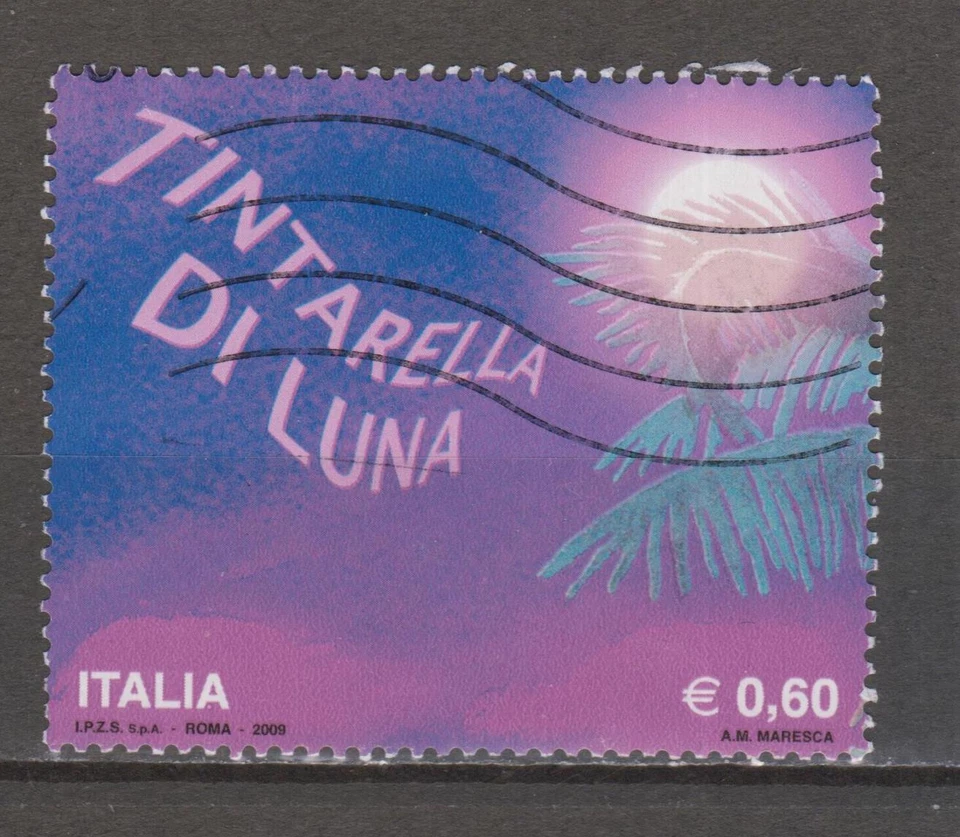 TINTARELLA
DI LUNA
ITALIA
€ 0,60
I.P.Z.S. S.p.A. - ROMA - 2009
A.M. MARESCA